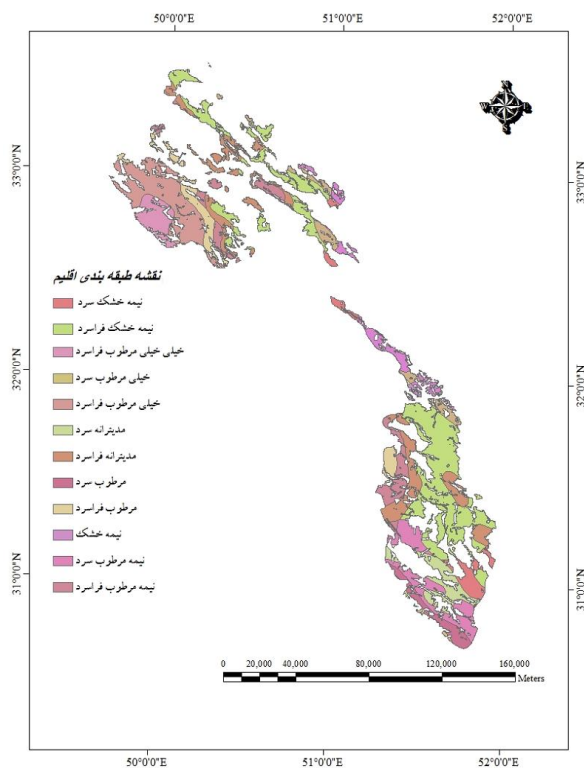 50°0'0"E 51°0'0"E 52°0'0"E
33°0'0"N 33°0'0"N
نقشه طبقه بندی اقلیم
نیمه خشک سرد
نیمه خشک فراسرد
خیلی خیلی مرطوب فراسرد
خیلی مرطوب سرد
خیلی مرطوب فراسرد
مدیترانه سرد
مدیترانه فراسرد
مرطوب سرد
مرطوب فراسرد
نیمه خشک
نیمه مرطوب سرد
نیمه مرطوب فراسرد
32°0'0"N 32°0'0"N
31°0'0"N 31°0'0"N
0 20,000 40,000 80,000 120,000 160,000
Meters
50°0'0"E 51°0'0"E 52°0'0"E